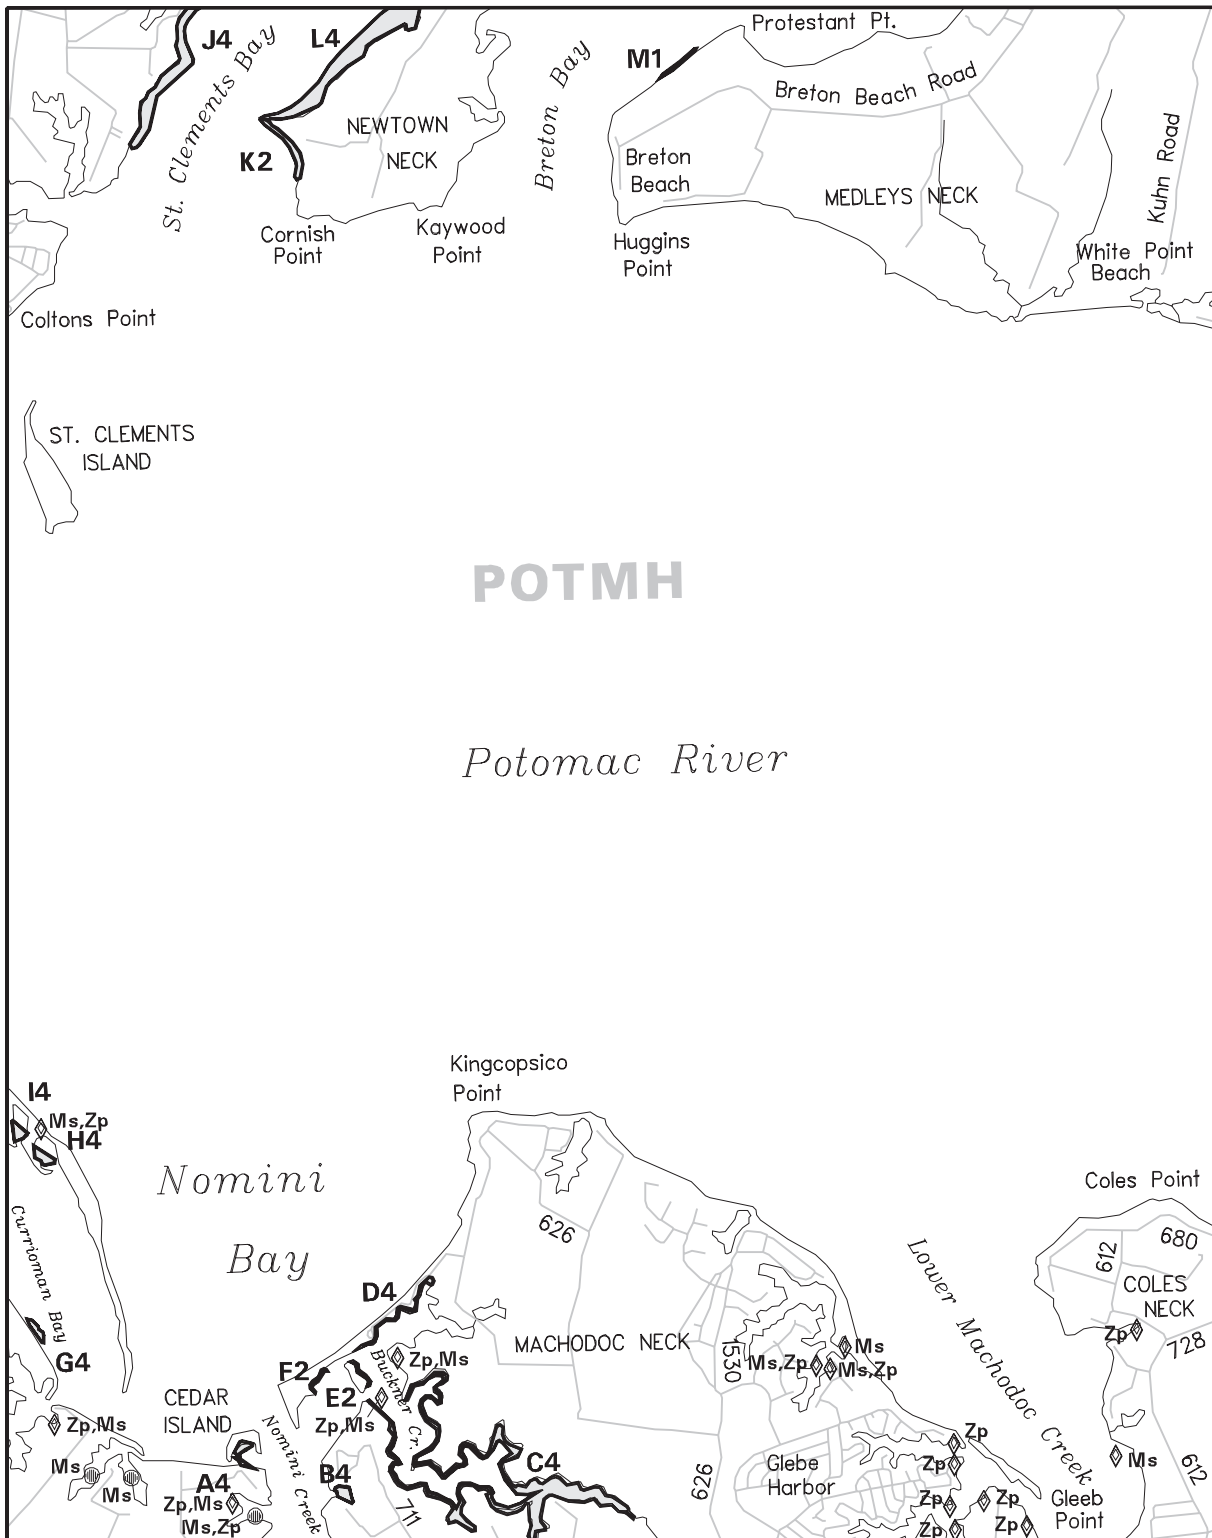 Protestant Pt.
J4
L4
M1
St. Clements Bay
Breton Bay
Breton Beach Road
NEWTOWN
NECK
K2
Breton
Beach
MEDLEYS NECK
Kuhn Road
Cornish
Point
Kaywood
Point
Huggins
Point
White Point
Beach
Coltons Point
ST. CLEMENTS
ISLAND
POTMH
Potomac River
Kingcopsico
Point
I4
Ms,Zp
H4
Nomini
Bay
Coles Point
Currioman Bay
626
Lower Machodoc Creek
612
680
COLES
NECK
D4
Zp
728
MACHODOC NECK
1530
Ms
Ms,Zp
Ms,Zp
G4
F2
E2
Buckner Cr.
Zp,Ms
Zp,Ms
CEDAR
ISLAND
Zp,Ms
Nomini Creek
Zp
Zp
Ms
612
Ms
Ms
A4
B4
C4
626
Glebe
Harbor
Zp,Ms
Ms,Zp
711
Zp
Zp
Zp
Zp
Gleeb
Point